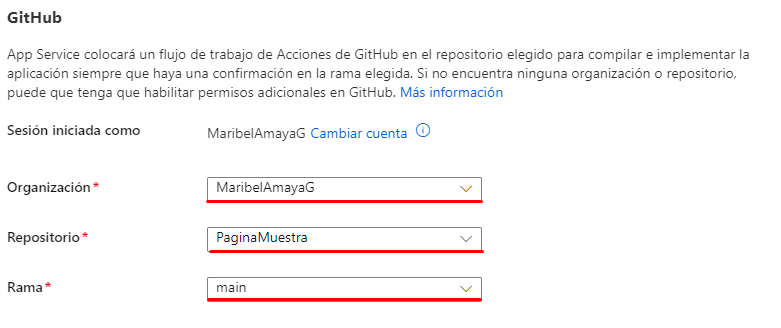 GitHub
App Service colocará un flujo de trabajo de Acciones de GitHub en el repositorio elegido para compilar e implementar la
aplicación siempre que haya una confirmación en la rama elegida. Si no encuentra ninguna organización o repositorio,
puede que tenga que habilitar permisos adicionales en GitHub. Más información
Sesión iniciada como MaribelAmayaG Cambiar cuenta
Organización* MaribelAmayaG
Repositorio* PaginaMuestra
Rama* main